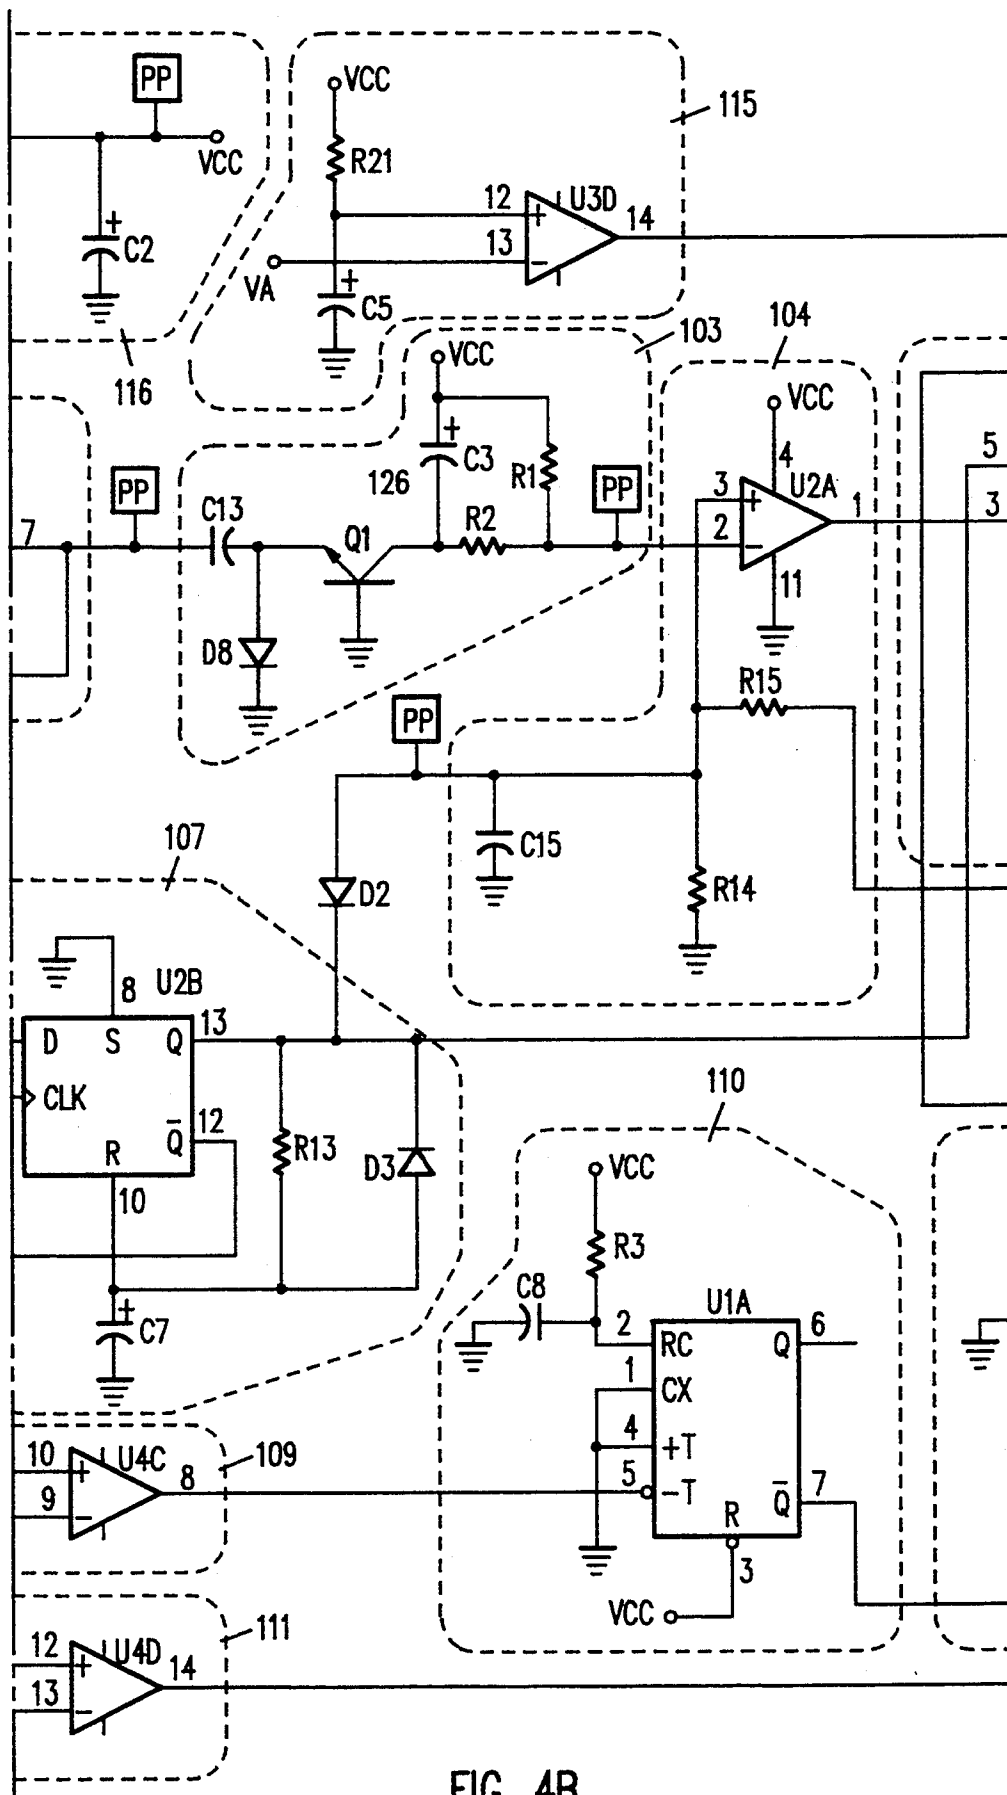 PP
VCC
C2
+
116
VCC
R21
12
13
+
-
U3D
14
115
VA
+
C5
103
VCC
+
C3
126
R1
R2
PP
104
VCC
4
U2A
3
+
2
-
1
11
5
3
7
PP
C13
Q1
D8
R15
PP
C15
R14
D2
107
8
U2B
D
S
Q
13
CLK
Q̅
12
R
10
R13
D3
+
C7
110
VCC
R3
C8
U1A
2
RC
Q
6
1
CX
4
+T
5
-T
Q̅
7
R
3
VCC
10
+
9
-
U4C
8
109
12
+
13
-
U4D
14
111
FIG. 4B